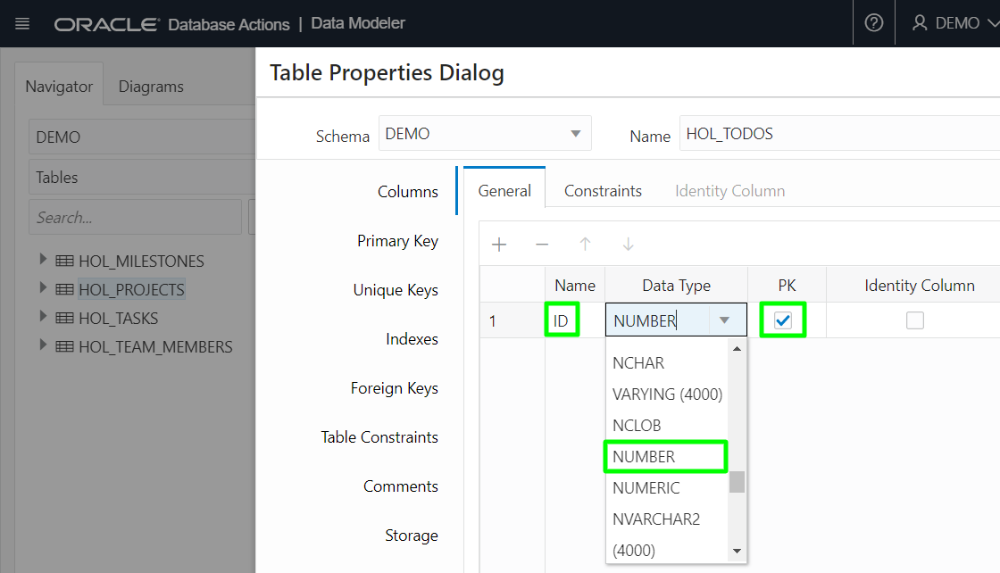 ORACLE Database Actions | Data Modeler
? DEMO
Navigator Diagrams
DEMO
Tables
Search...
HOL_MILESTONES
HOL_PROJECTS
HOL_TASKS
HOL_TEAM_MEMBERS
Table Properties Dialog
Schema DEMO Name HOL_TODOS
Columns
Primary Key
Unique Keys
Indexes
Foreign Keys
Table Constraints
Comments
Storage
General Constraints Identity Column
Name Data Type PK Identity Column
1 ID NUMBER
NCHAR
VARYING (4000)
NCLOB
NUMBER
NUMERIC
NVARCHAR2
(4000)